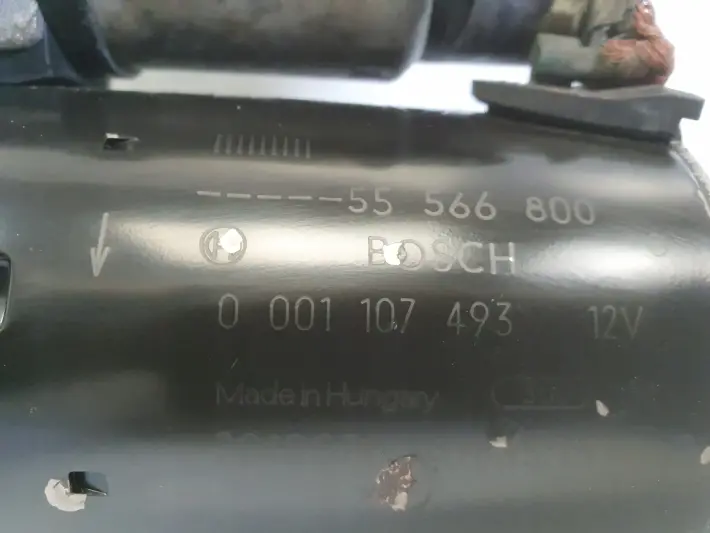 ------55 566 800
BOSCH
0 001 107 493 12V
Made in Hungary